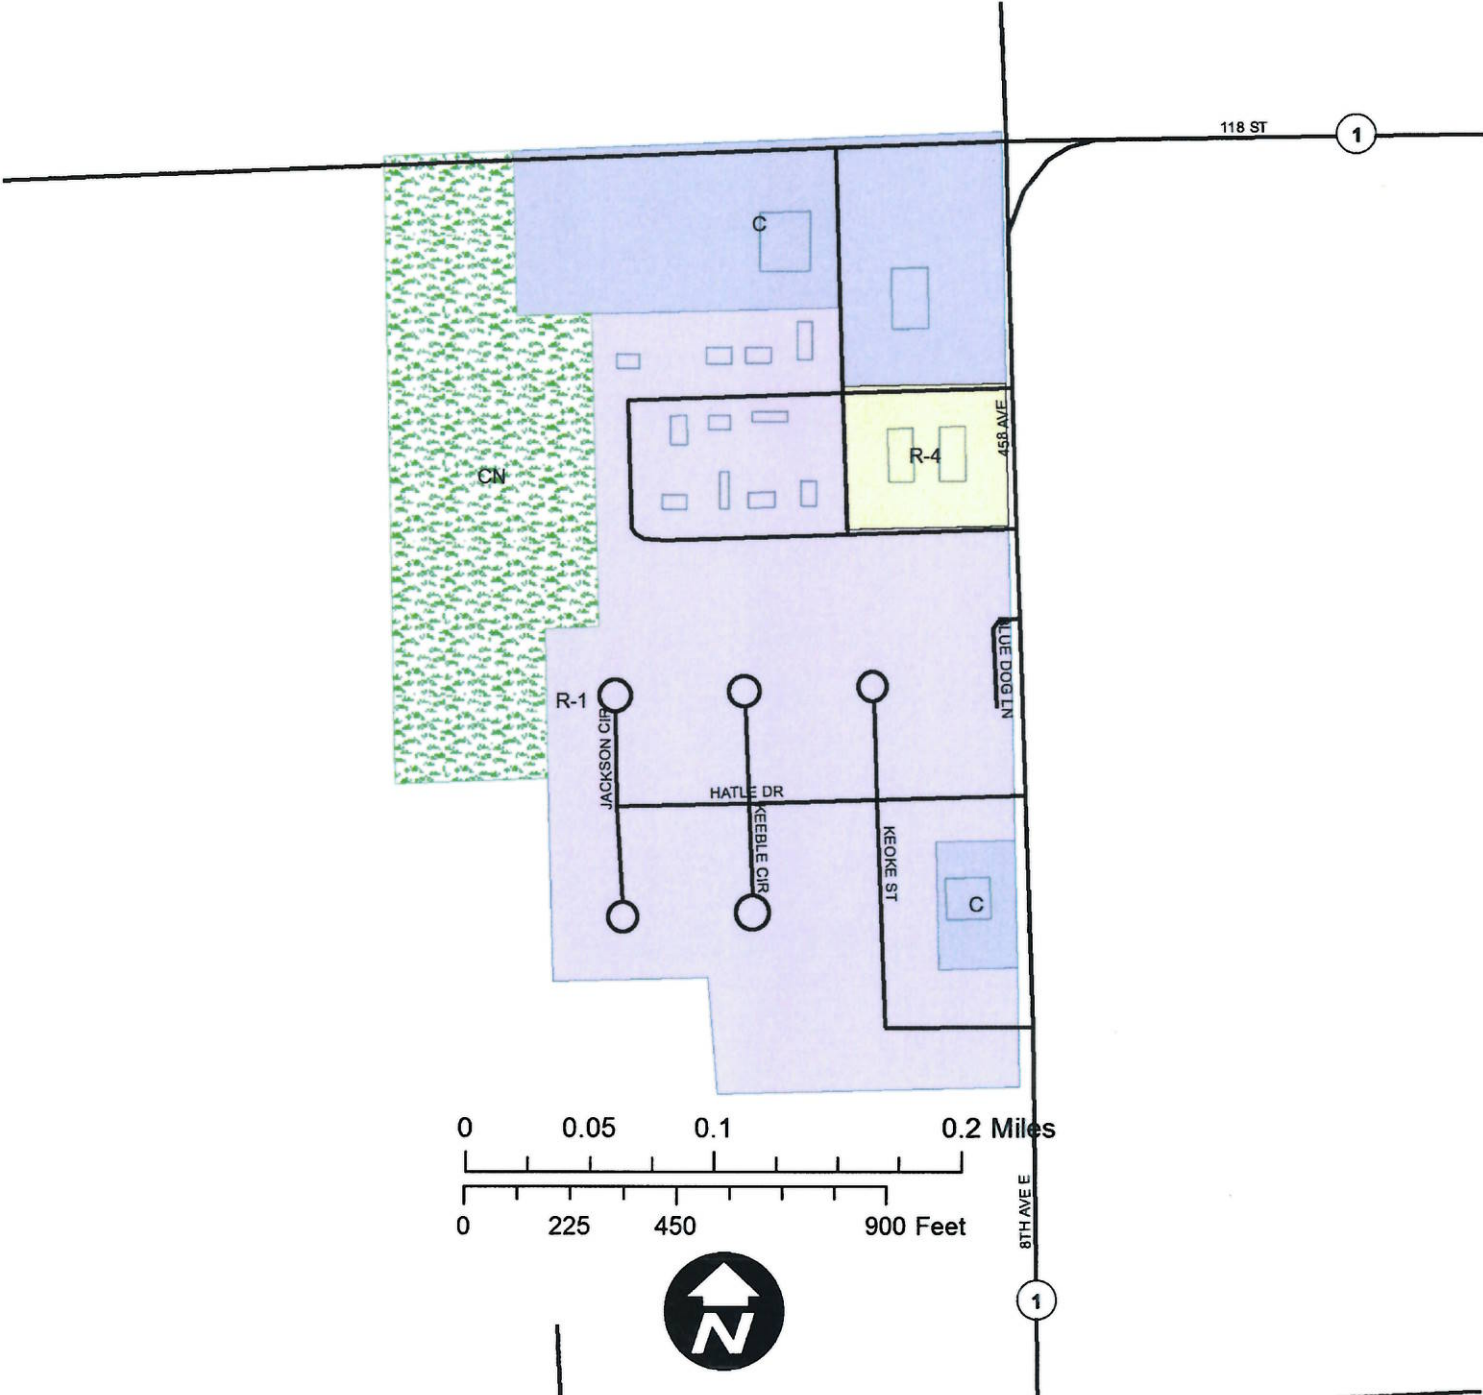 118 ST
1
C
458 AVE
R-4
CN
LUE DOG LN
R-1
JACKSON CIR
HATLE DR
KEEBLE CIR
KEOKE ST
C
0 0.05 0.1 0.2 Miles
0 225 450 900 Feet
8TH AVE E
N
1